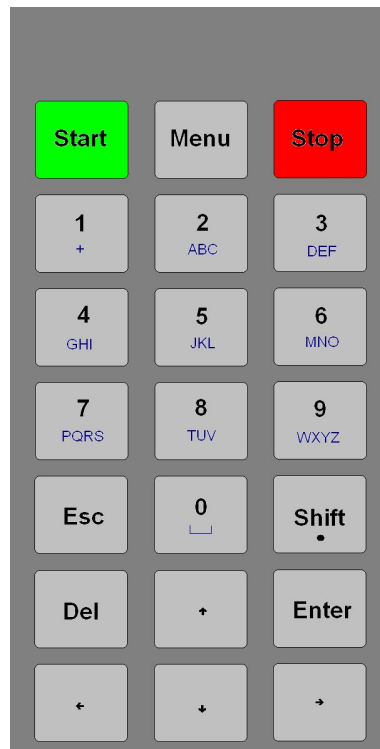 Start Menu Stop
1 2 3
+ ABC DEF
4 5 6
GHI JKL MNO
7 8 9
PQRS TUV WXYZ
Esc 0 Shift
Del ↑ Enter
← ↓ →